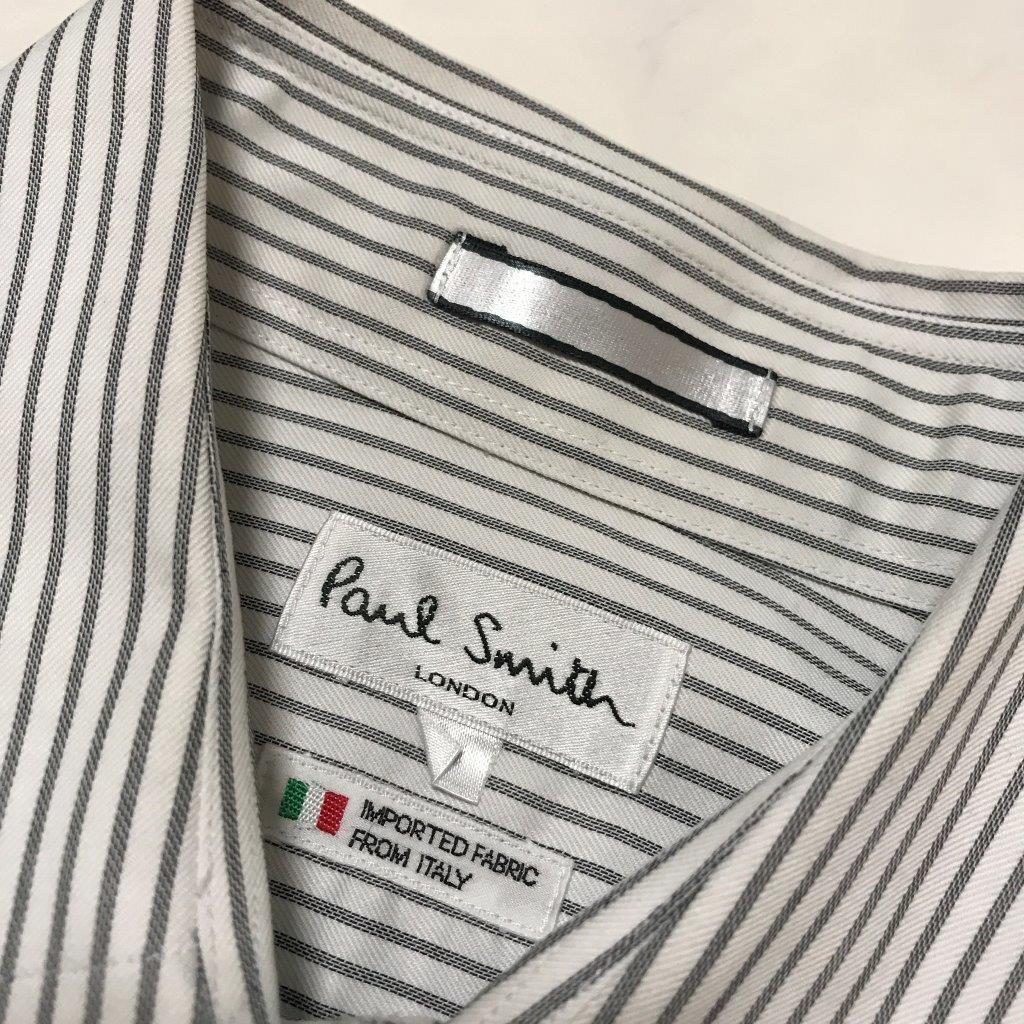 Paul Smith
LONDON
IMPORTED FABRIC
FROM ITALY